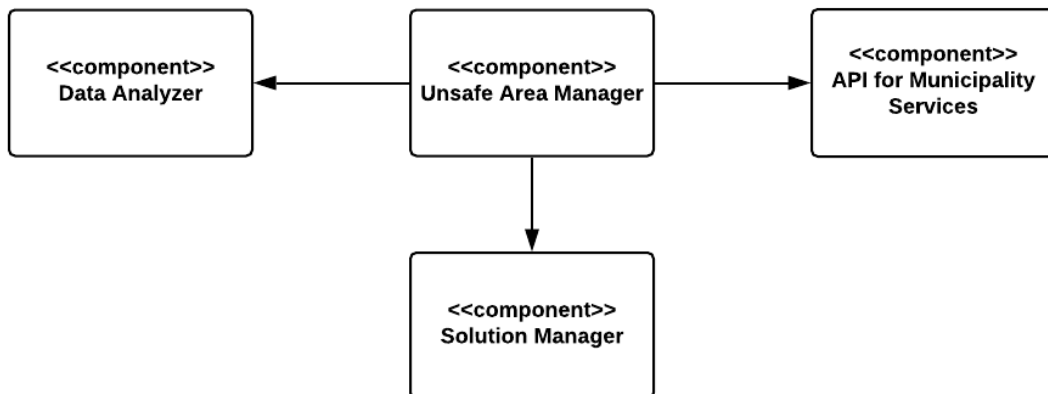 <<component>>
Data Analyzer
<<component>>
Unsafe Area Manager
<<component>>
API for Municipality
Services
<<component>>
Solution Manager